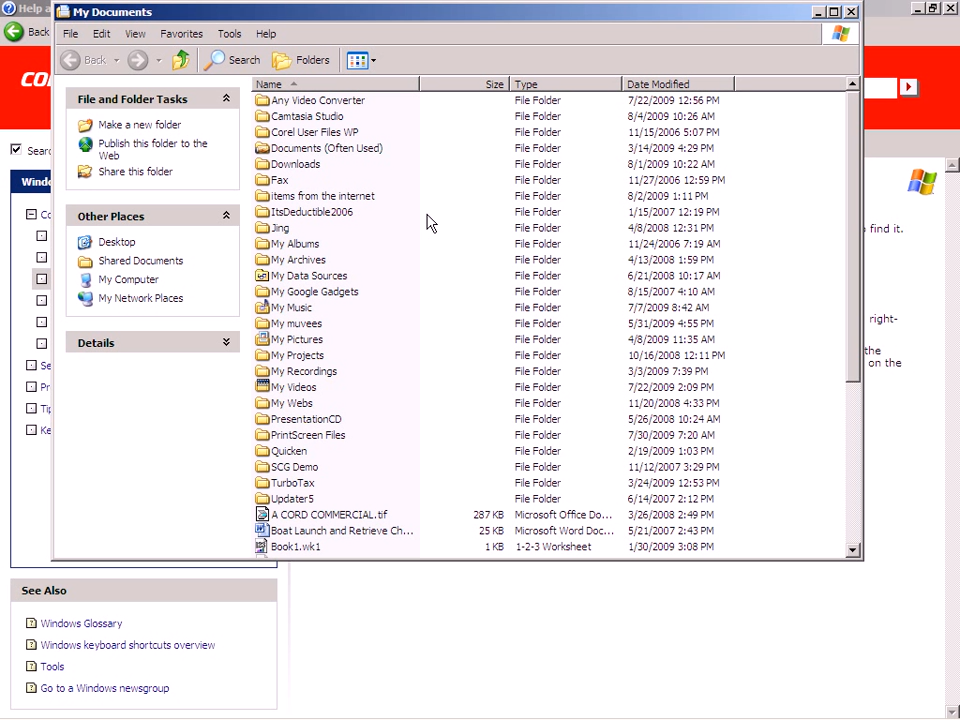 Help a
My Documents
Back
File Edit View Favorites Tools Help
Back Search Folders
Name Size Type Date Modified
File and Folder Tasks
Make a new folder
Publish this folder to the
Web
Share this folder
Other Places
Desktop
Shared Documents
My Computer
My Network Places
Details
Any Video Converter File Folder 7/22/2009 12:56 PM
Camtasia Studio File Folder 8/4/2009 10:26 AM
Corel User Files WP File Folder 11/15/2006 5:07 PM
Documents (Often Used) File Folder 3/14/2009 4:29 PM
Downloads File Folder 8/1/2009 10:22 AM
Fax File Folder 11/27/2006 12:59 PM
items from the internet File Folder 8/2/2009 1:11 PM
ItsDeductible2006 File Folder 1/15/2007 12:19 PM
Jing File Folder 4/8/2008 12:31 PM
My Albums File Folder 11/24/2006 7:19 AM
My Archives File Folder 4/13/2008 1:59 PM
My Data Sources File Folder 6/21/2008 10:17 AM
My Google Gadgets File Folder 8/15/2007 4:10 AM
My Music File Folder 7/7/2009 8:42 AM
My muvees File Folder 5/31/2009 4:55 PM
My Pictures File Folder 4/8/2009 11:35 AM
My Projects File Folder 10/16/2008 12:11 PM
My Recordings File Folder 3/3/2009 7:39 PM
My Videos File Folder 7/22/2009 2:09 PM
My Webs File Folder 11/20/2008 4:33 PM
PresentationCD File Folder 5/26/2008 10:24 AM
PrintScreen Files File Folder 7/30/2009 7:20 AM
Quicken File Folder 2/19/2009 1:03 PM
SCG Demo File Folder 11/12/2007 3:29 PM
TurboTax File Folder 3/24/2009 12:53 PM
Updater5 File Folder 6/14/2007 2:12 PM
A CORD COMMERCIAL.tif 287 KB Microsoft Office Do... 3/26/2008 2:49 PM
Boat Launch and Retrieve Ch... 25 KB Microsoft Word Doc... 5/21/2007 2:43 PM
Book1.wk1 1 KB 1-2-3 Worksheet 1/30/2009 3:08 PM
Searc
Windo
Co
Se
Pr
Tip
Ke
find it.
right-
the
on the
See Also
Windows Glossary
Windows keyboard shortcuts overview
Tools
Go to a Windows newsgroup